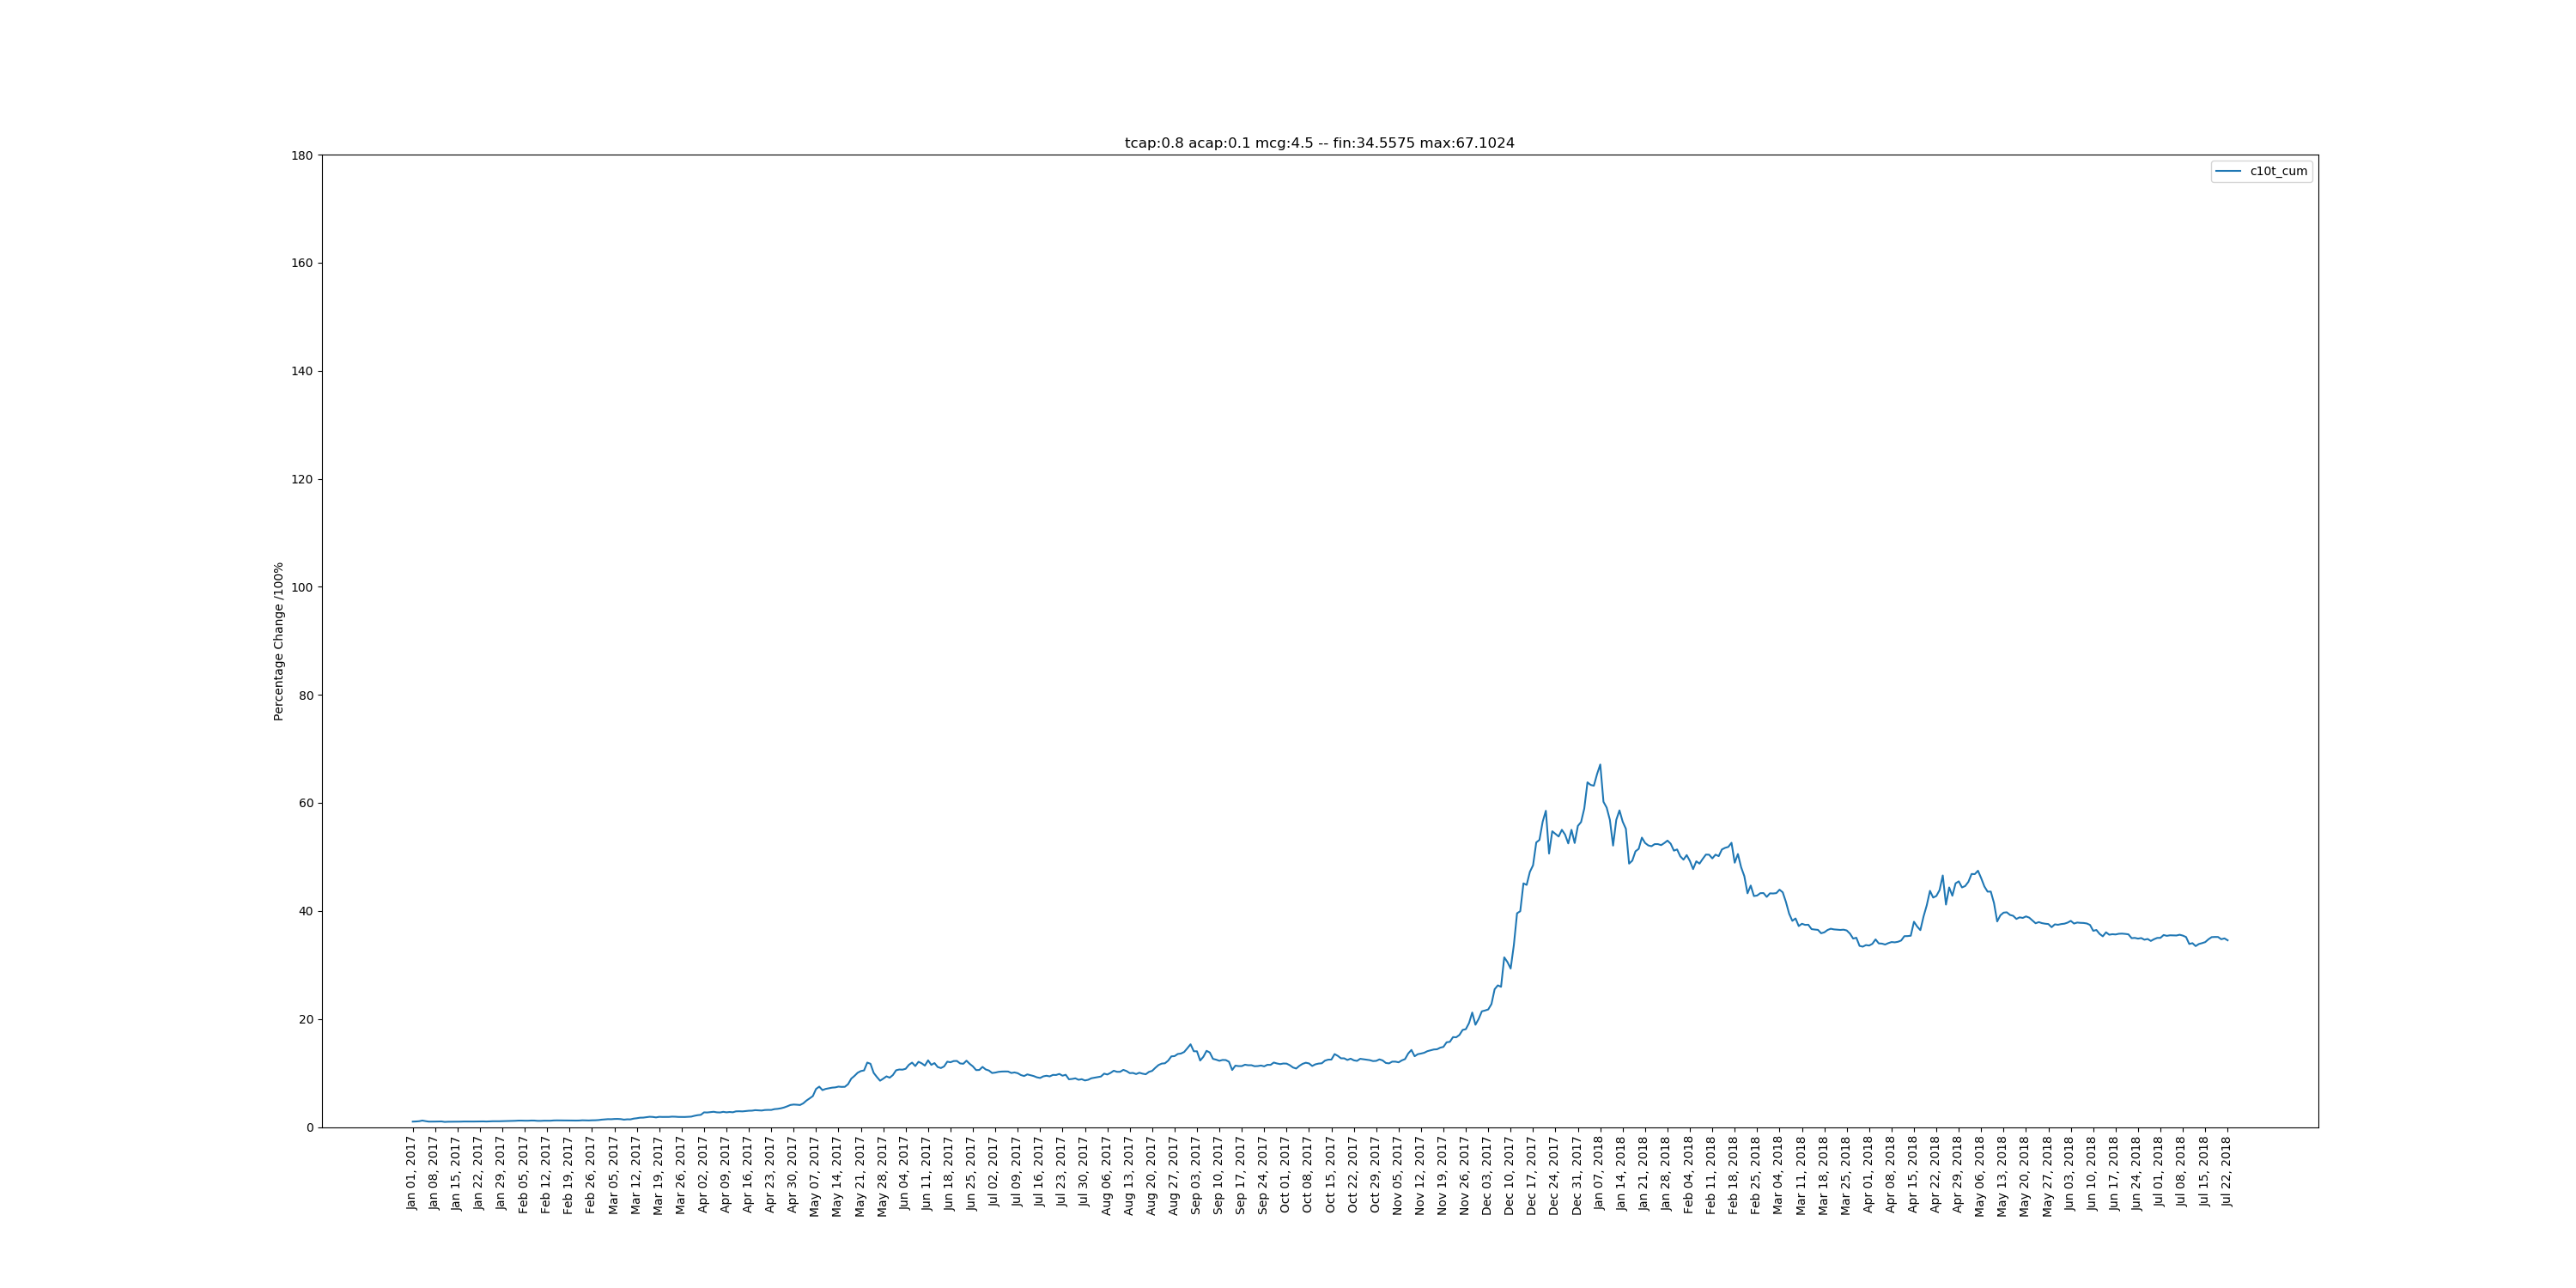 tcap:0.8 acap:0.1 mcg:4.5 -- fin:34.5575 max:67.1024
c10t_cum
Percentage Change /100%
180
160
140
120
100
80
60
40
20
0
Jan 01, 2017
Jan 08, 2017
Jan 15, 2017
Jan 22, 2017
Jan 29, 2017
Feb 05, 2017
Feb 12, 2017
Feb 19, 2017
Feb 26, 2017
Mar 05, 2017
Mar 12, 2017
Mar 19, 2017
Mar 26, 2017
Apr 02, 2017
Apr 09, 2017
Apr 16, 2017
Apr 23, 2017
Apr 30, 2017
May 07, 2017
May 14, 2017
May 21, 2017
May 28, 2017
Jun 04, 2017
Jun 11, 2017
Jun 18, 2017
Jun 25, 2017
Jul 02, 2017
Jul 09, 2017
Jul 16, 2017
Jul 23, 2017
Jul 30, 2017
Aug 06, 2017
Aug 13, 2017
Aug 20, 2017
Aug 27, 2017
Sep 03, 2017
Sep 10, 2017
Sep 17, 2017
Sep 24, 2017
Oct 01, 2017
Oct 08, 2017
Oct 15, 2017
Oct 22, 2017
Oct 29, 2017
Nov 05, 2017
Nov 12, 2017
Nov 19, 2017
Nov 26, 2017
Dec 03, 2017
Dec 10, 2017
Dec 17, 2017
Dec 24, 2017
Dec 31, 2017
Jan 07, 2018
Jan 14, 2018
Jan 21, 2018
Jan 28, 2018
Feb 04, 2018
Feb 11, 2018
Feb 18, 2018
Feb 25, 2018
Mar 04, 2018
Mar 11, 2018
Mar 18, 2018
Mar 25, 2018
Apr 01, 2018
Apr 08, 2018
Apr 15, 2018
Apr 22, 2018
Apr 29, 2018
May 06, 2018
May 13, 2018
May 20, 2018
May 27, 2018
Jun 03, 2018
Jun 10, 2018
Jun 17, 2018
Jun 24, 2018
Jul 01, 2018
Jul 08, 2018
Jul 15, 2018
Jul 22, 2018